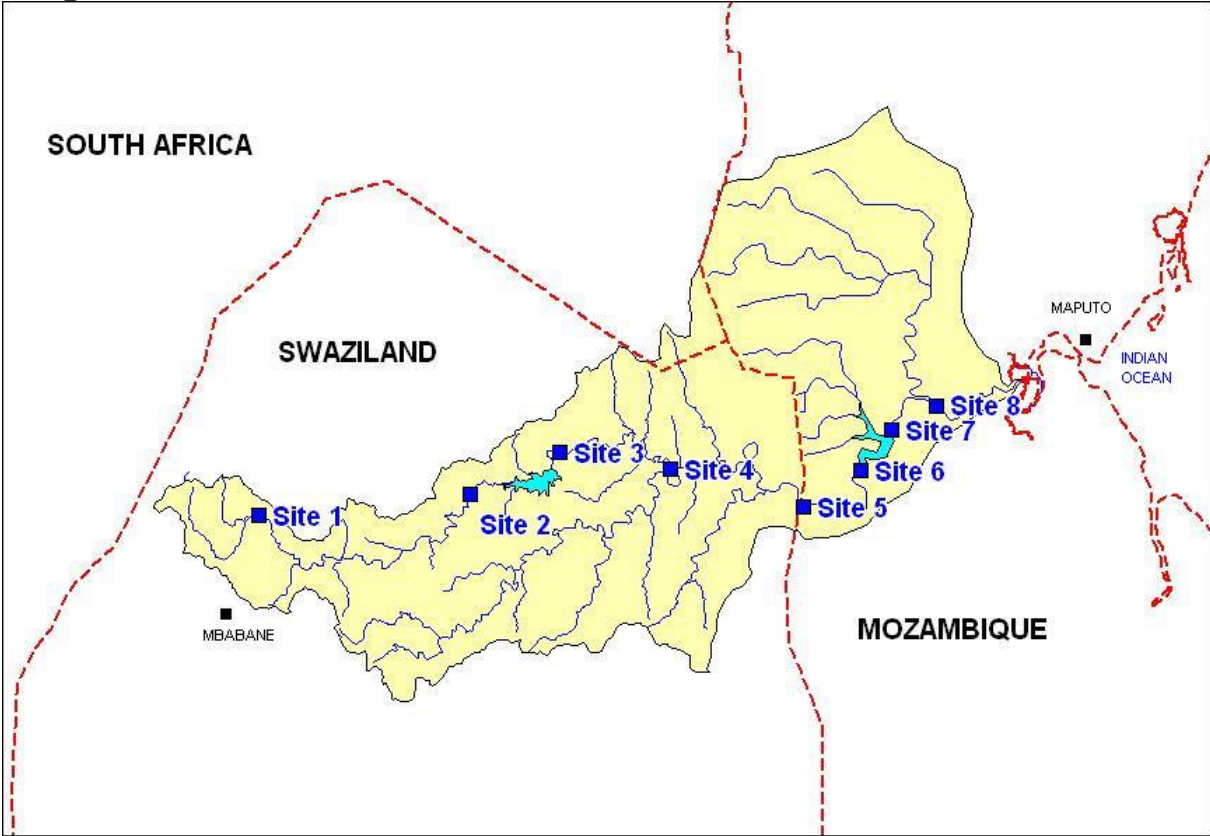 SOUTH AFRICA
MAPUTO
SWAZILAND
INDIAN
OCEAN
Site 8
Site 7
Site 3
Site 4
Site 6
Site 5
Site 1
Site 2
MBABANE
MOZAMBIQUE